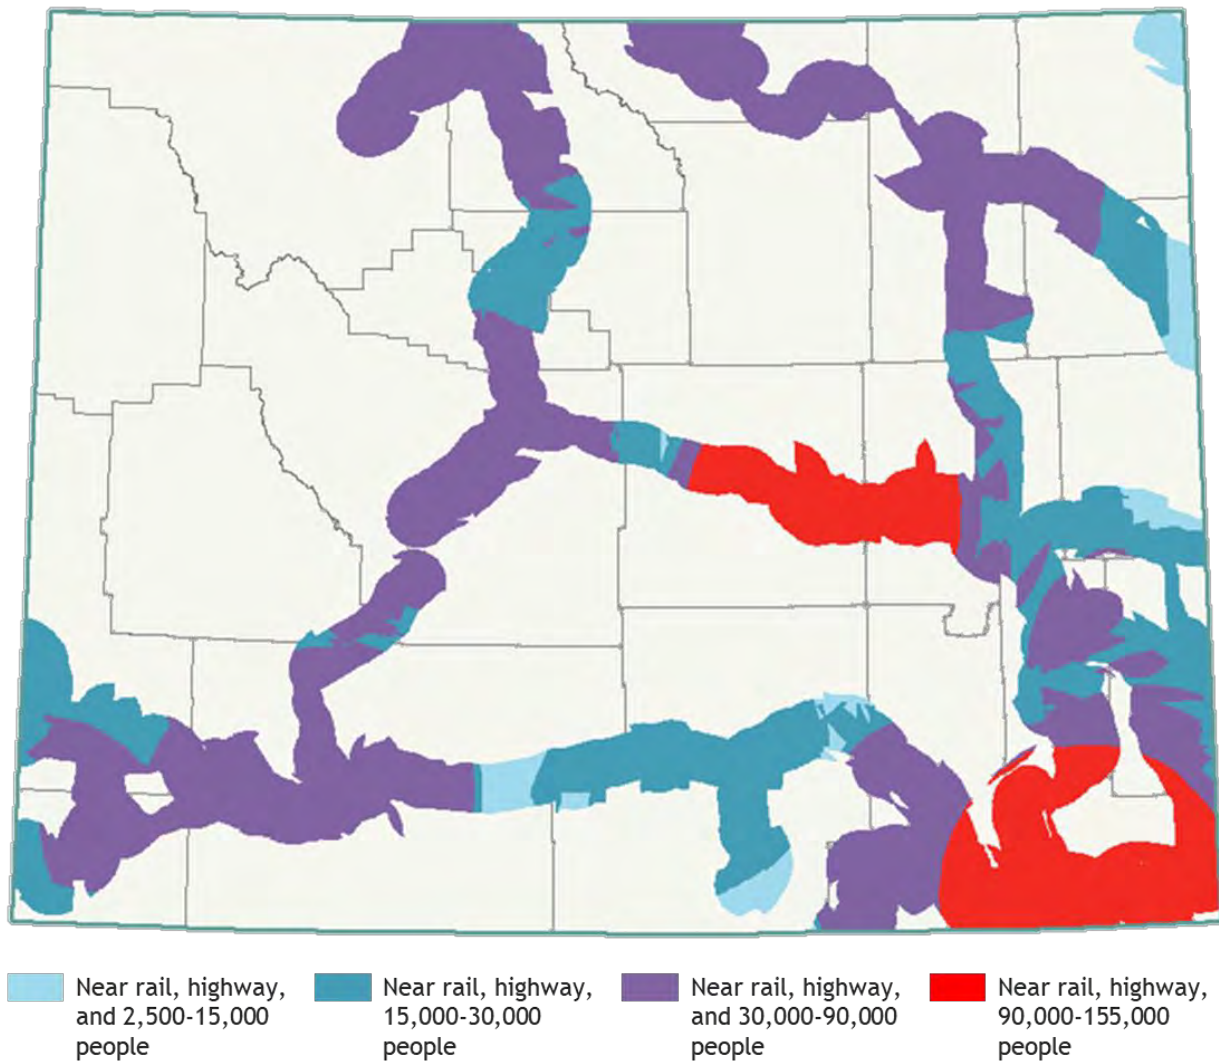 Near rail, highway,
and 2,500-15,000
people
Near rail, highway,
15,000-30,000
people
Near rail, highway,
and 30,000-90,000
people
Near rail, highway,
90,000-155,000
people